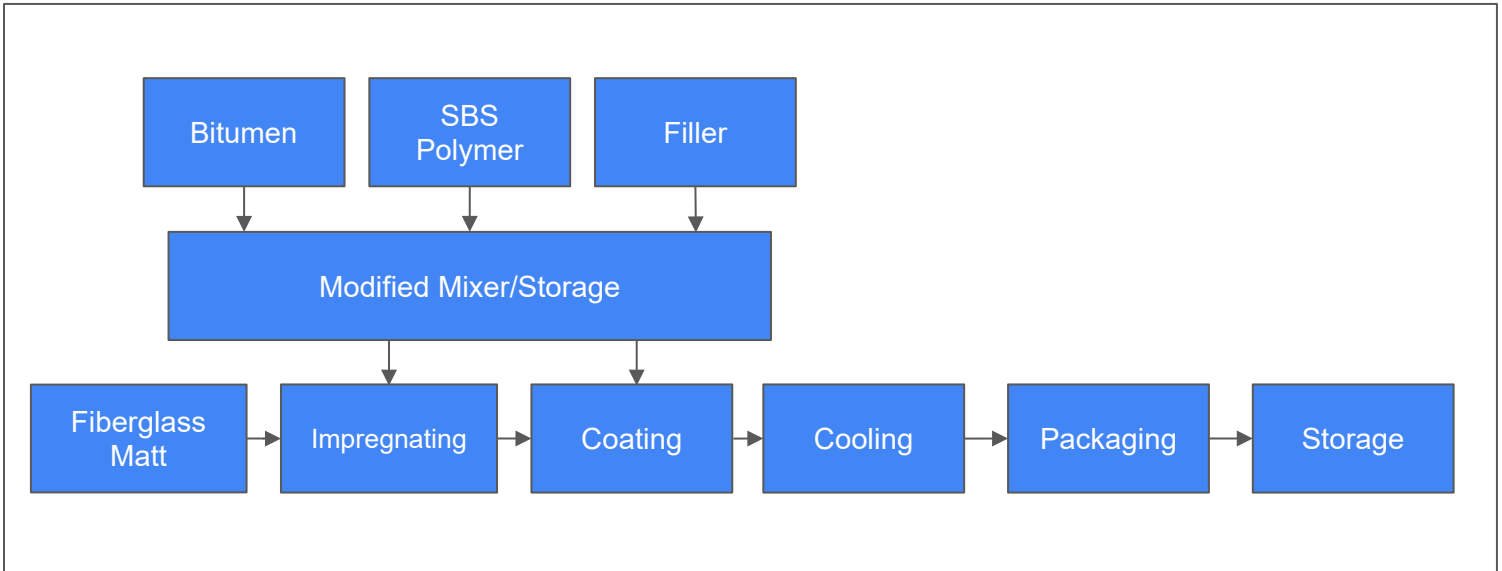 Bitumen
SBS
Polymer
Filler
Modified Mixer/Storage
Fiberglass
Matt
Impregnating
Coating
Cooling
Packaging
Storage